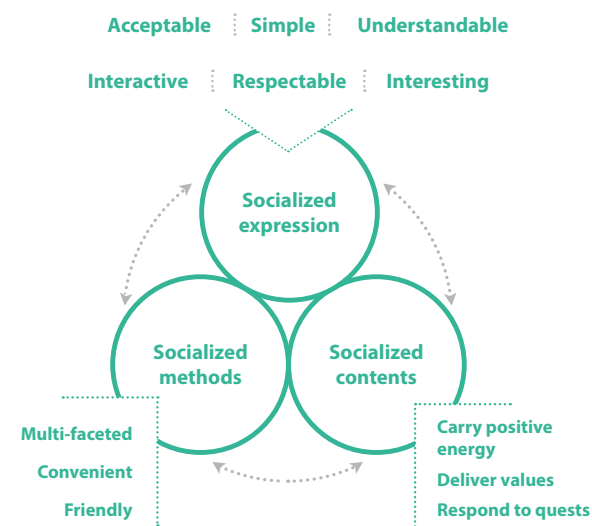 Acceptable Simple Understandable
Interactive Respectable Interesting
Socialized
expression
Socialized
methods
Socialized
contents
Multi-faceted
Convenient
Friendly
Carry positive
energy
Deliver values
Respond to quests